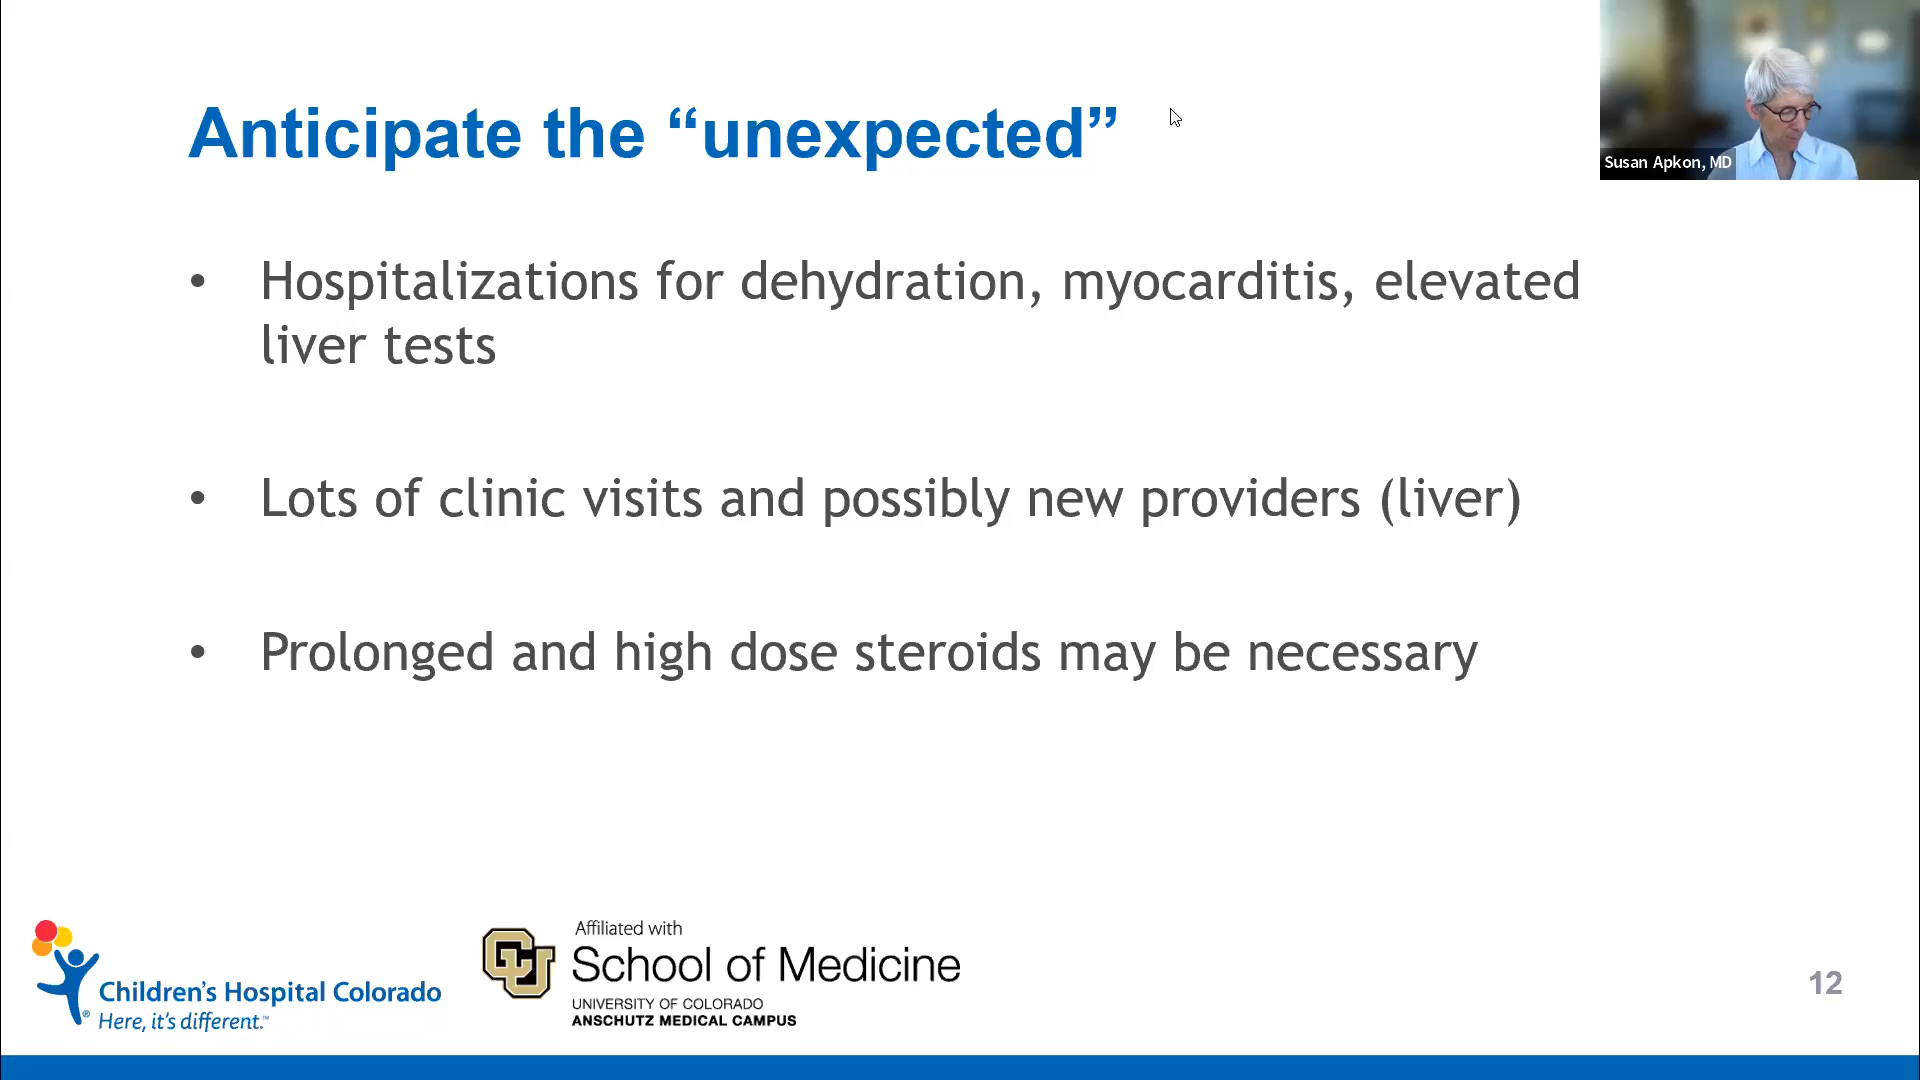 Anticipate the “unexpected”
Susan Apkon, MD
• Hospitalizations for dehydration, myocarditis, elevated
liver tests
• Lots of clinic visits and possibly new providers (liver)
• Prolonged and high dose steroids may be necessary
Children's Hospital Colorado
Here, it's different.™
®
CU
Affiliated with
School of Medicine
UNIVERSITY OF COLORADO
ANSCHUTZ MEDICAL CAMPUS
12